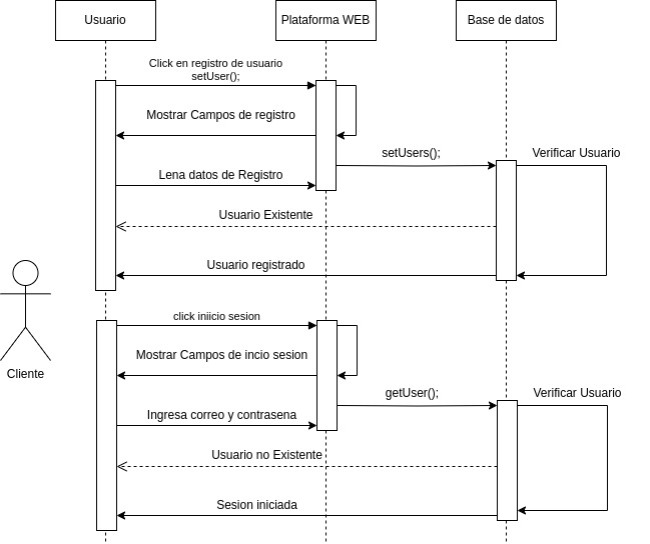 Usuario
Plataforma WEB
Base de datos
Click en registro de usuario
setUser();
Mostrar Campos de registro
setUsers();
Verificar Usuario
Lena datos de Registro
Usuario Existente
Usuario registrado
click iniicio sesion
Mostrar Campos de incio sesion
Cliente
getUser();
Verificar Usuario
Ingresa correo y contrasena
Usuario no Existente
Sesion iniciada